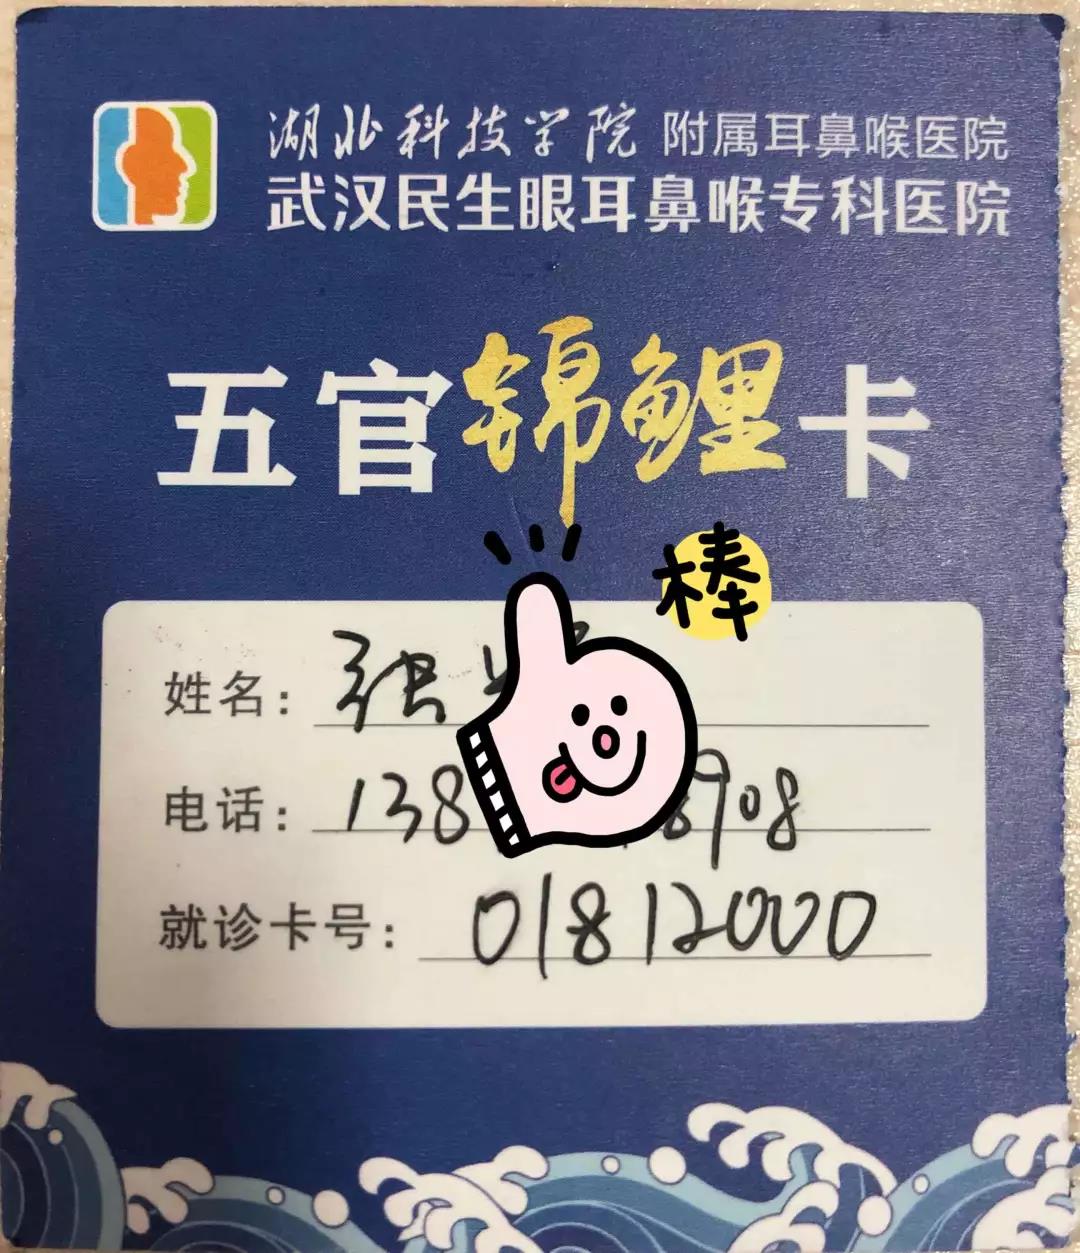 湖北科技学院 附属耳鼻喉医院
武汉民生眼耳鼻喉专科医院
五官锦鲤卡
棒
姓名: 张
电话: 138 8908
就诊卡号: 01812000